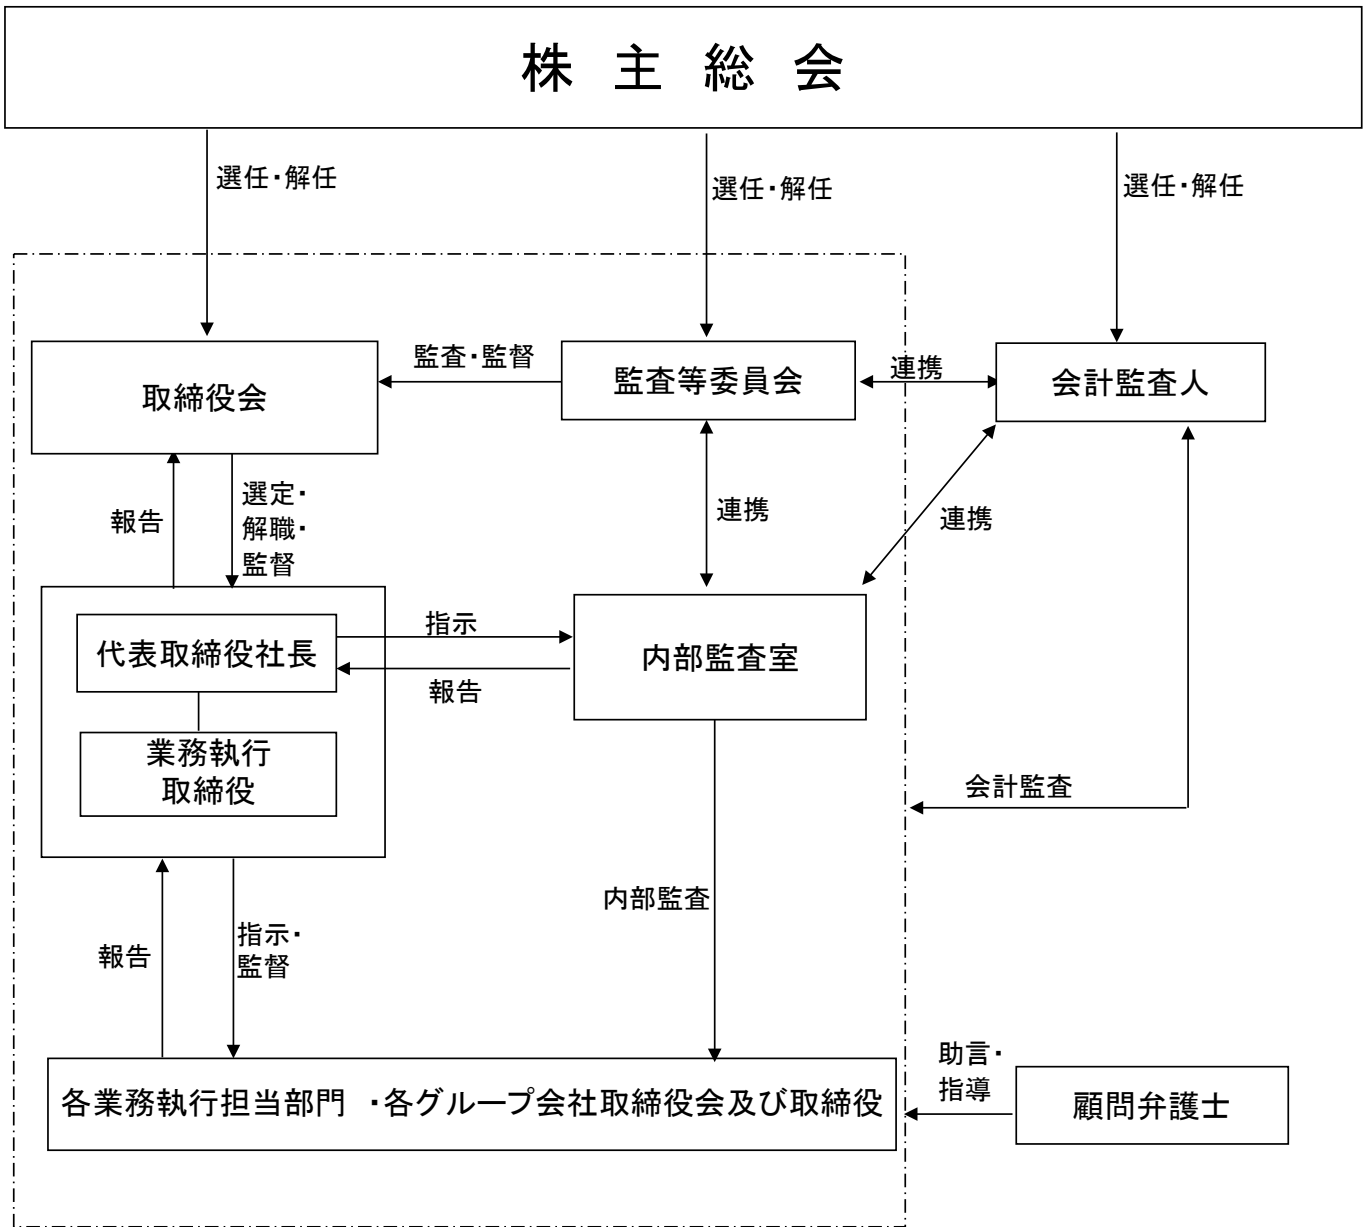 株 主 総 会
選任・解任
選任・解任
選任・解任
取締役会
監査・監督
監査等委員会
連携
会計監査人
報告
選定・
解職・
監督
連携
連携
代表取締役社長
指示
報告
内部監査室
業務執行
取締役
会計監査
内部監査
報告
指示・
監督
各業務執行担当部門 ・各グループ会社取締役会及び取締役
助言・
指導
顧問弁護士